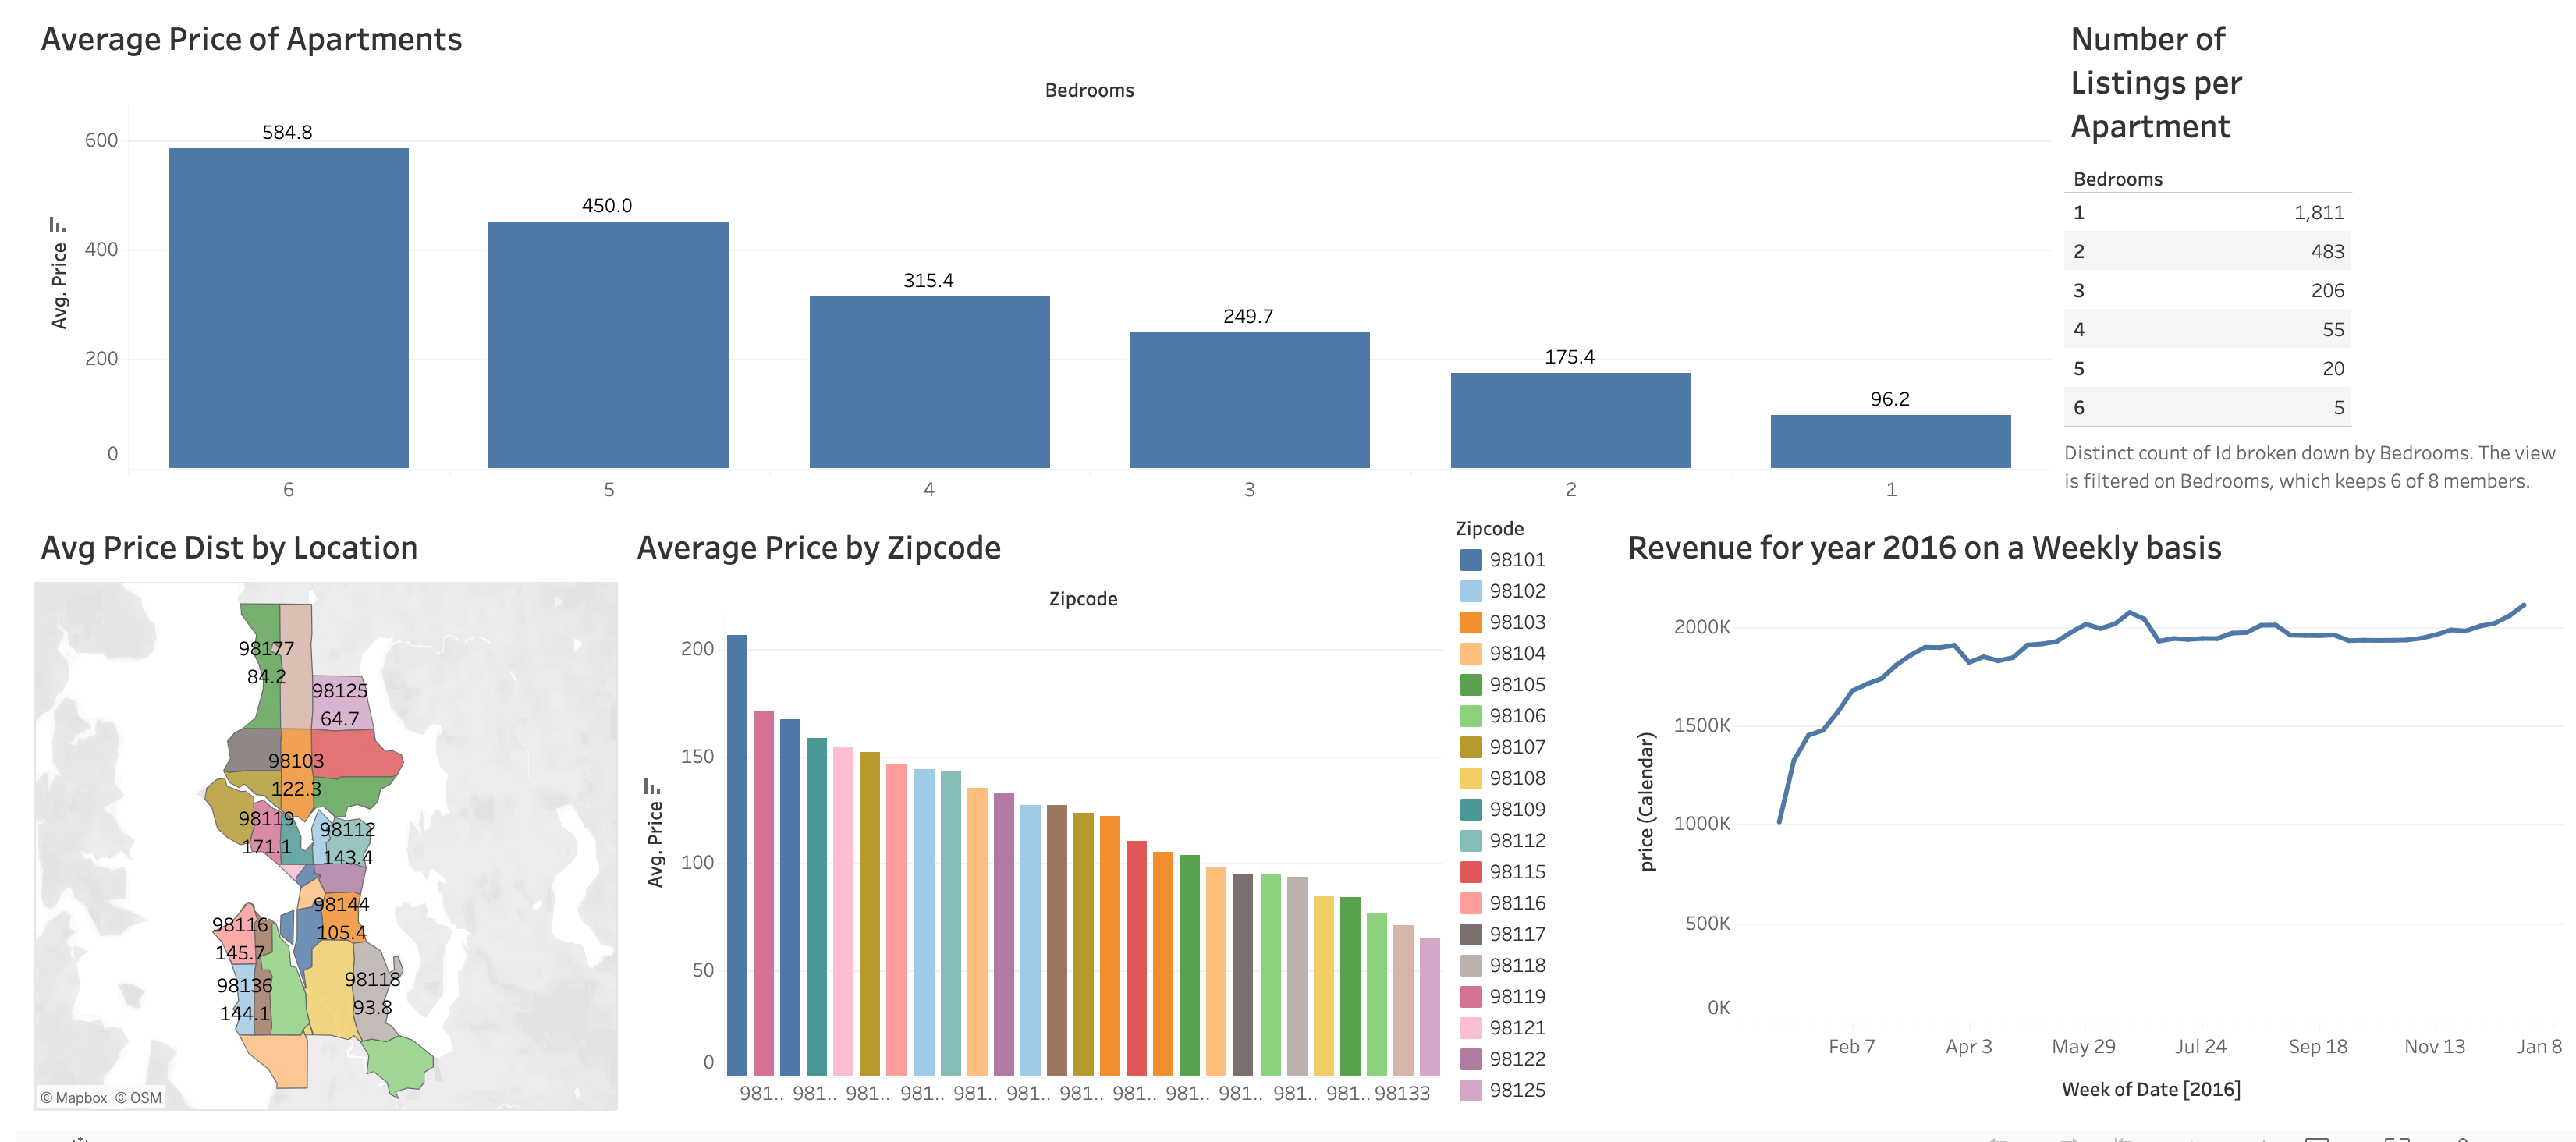 Average Price of Apartments
Bedrooms
Avg. Price
600
400
200
0
584.8
450.0
315.4
249.7
175.4
96.2
6
5
4
3
2
1
Number of
Listings per
Apartment
Bedrooms
1 1,811
2 483
3 206
4 55
5 20
6 5
Distinct count of Id broken down by Bedrooms. The view
is filtered on Bedrooms, which keeps 6 of 8 members.
Avg Price Dist by Location
98177
84.2
98125
64.7
98103
122.3
98119
171.1
98112
143.4
98144
105.4
98116
145.7
98136
144.1
98118
93.8
© Mapbox © OSM
Average Price by Zipcode
Zipcode
Avg. Price
200
150
100
50
0
981.. 981.. 981.. 981.. 981.. 981.. 981.. 981.. 981.. 981.. 981.. 981.. 98133
Zipcode
98101
98102
98103
98104
98105
98106
98107
98108
98109
98112
98115
98116
98117
98118
98119
98121
98122
98125
Revenue for year 2016 on a Weekly basis
price (Calendar)
2000K
1500K
1000K
500K
0K
Feb 7
Apr 3
May 29
Jul 24
Sep 18
Nov 13
Jan 8
Week of Date [2016]